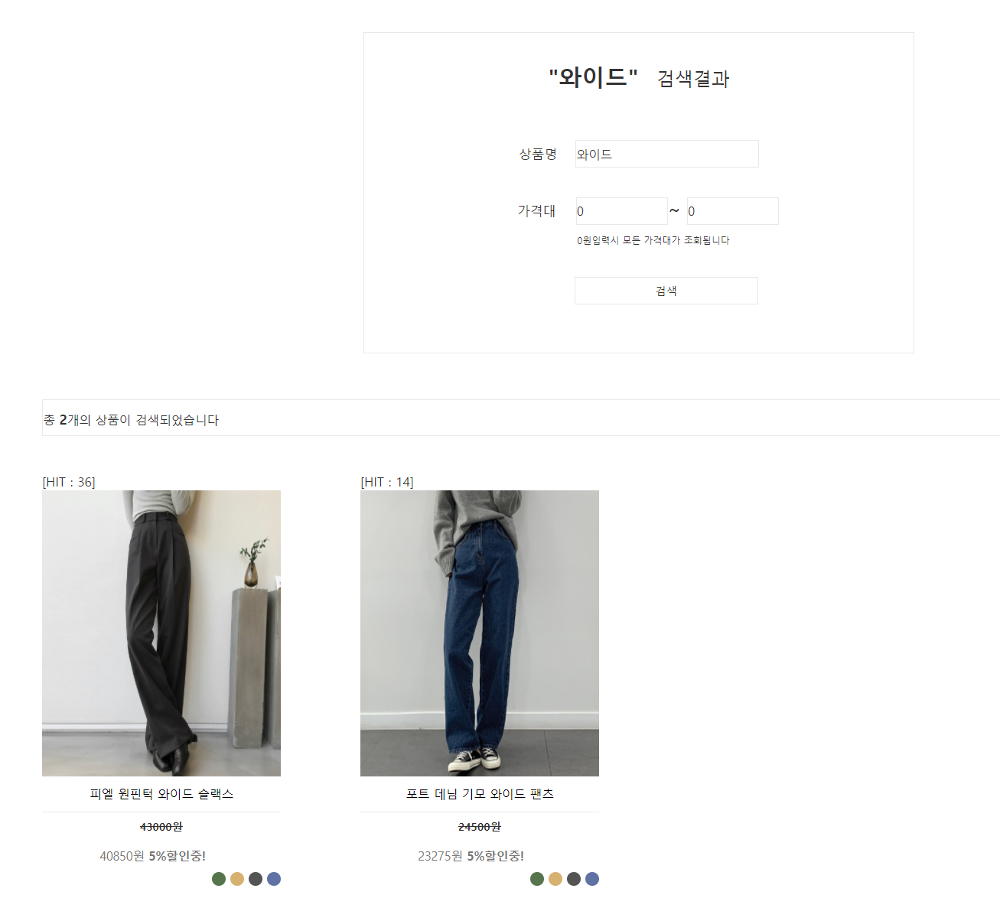 "와이드" 검색결과
상품명 와이드
가격대 0 ~ 0
0원입력시 모든 가격대가 조회됩니다
검색
총 2개의 상품이 검색되었습니다
[HIT : 36]
피엘 원핀턱 와이드 슬랙스
43000원
40850원 5%할인중!
[HIT : 14]
포트 데님 기모 와이드 팬츠
24500원
23275원 5%할인중!